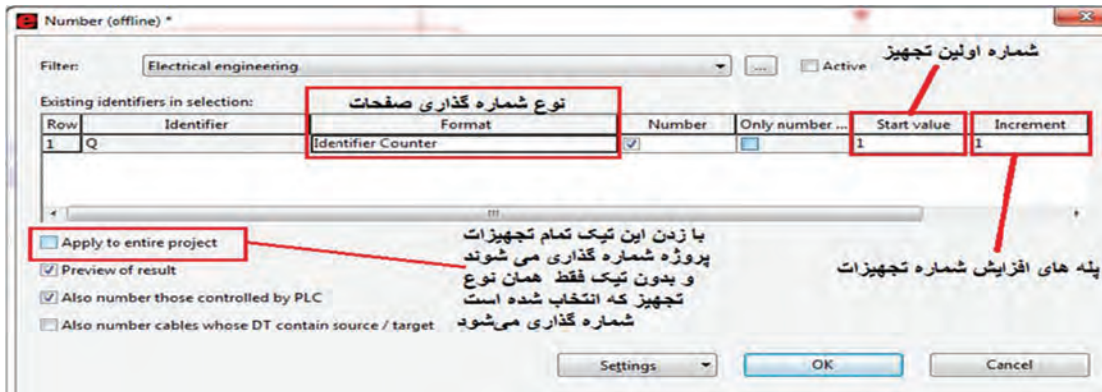 Number (offline) *
شماره اولین تجهیز
Filter: Electrical engineering ... Active
Existing identifiers in selection:
نوع شماره گذاری صفحات
Row Identifier Format Number Only number ... Start value Increment
1 Q Identifier Counter 1 1
Apply to entire project
Preview of result
Also number those controlled by PLC
Also number cables whose DT contain source / target
با زدن این تیک تمام تجهیزات
پروژه شماره گذاری می شوند
و بدون تیک فقط همان نوع
تجهیز که انتخاب شده است
شماره گذاری می‌شود
پله های افزایش شماره تجهیزات
Settings OK Cancel